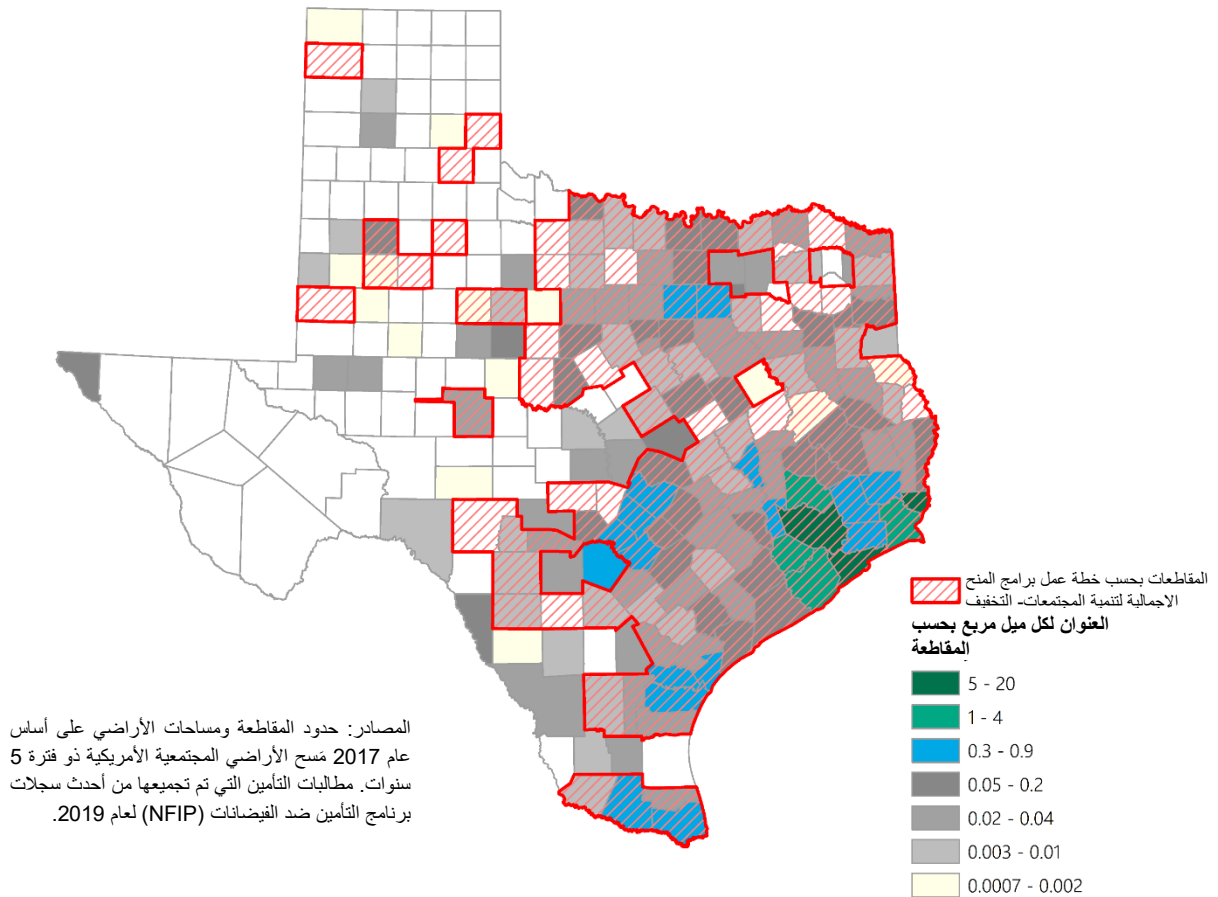 المقاطعات بحسب خطة عمل برامج المنح
الاجمالية لتنمية المجتمعات- التخفيف
العنوان لكل ميل مربع بحسب
المقاطعة
5 - 20
1 - 4
0.3 - 0.9
0.05 - 0.2
0.02 - 0.04
0.003 - 0.01
0.0007 - 0.002
المصادر: حدود المقاطعة ومساحات الأراضي على أساس
عام 2017 مَسح الأراضي المجتمعية الأمريكية ذو فترة 5
سنوات. مطالبات التأمين التي تم تجميعها من أحدث سجلات
برنامج التأمين ضد الفيضانات (NFIP) لعام 2019.